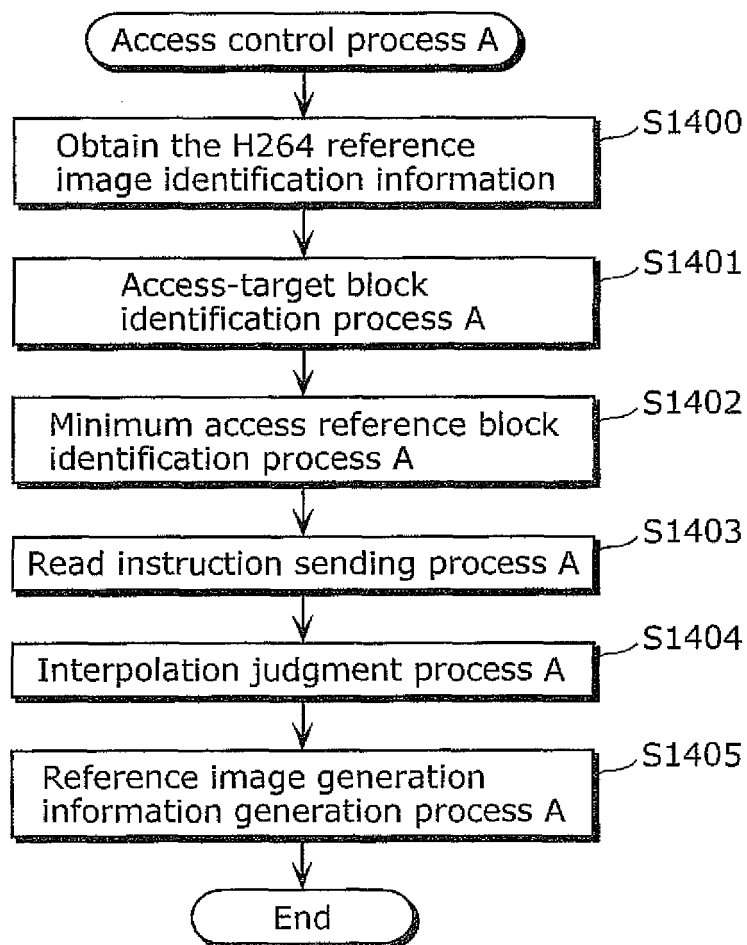 Access control process A
S1400
Obtain the H264 reference
image identification information
S1401
Access-target block
identification process A
S1402
Minimum access reference block
identification process A
S1403
Read instruction sending process A
S1404
Interpolation judgment process A
S1405
Reference image generation
information generation process A
End